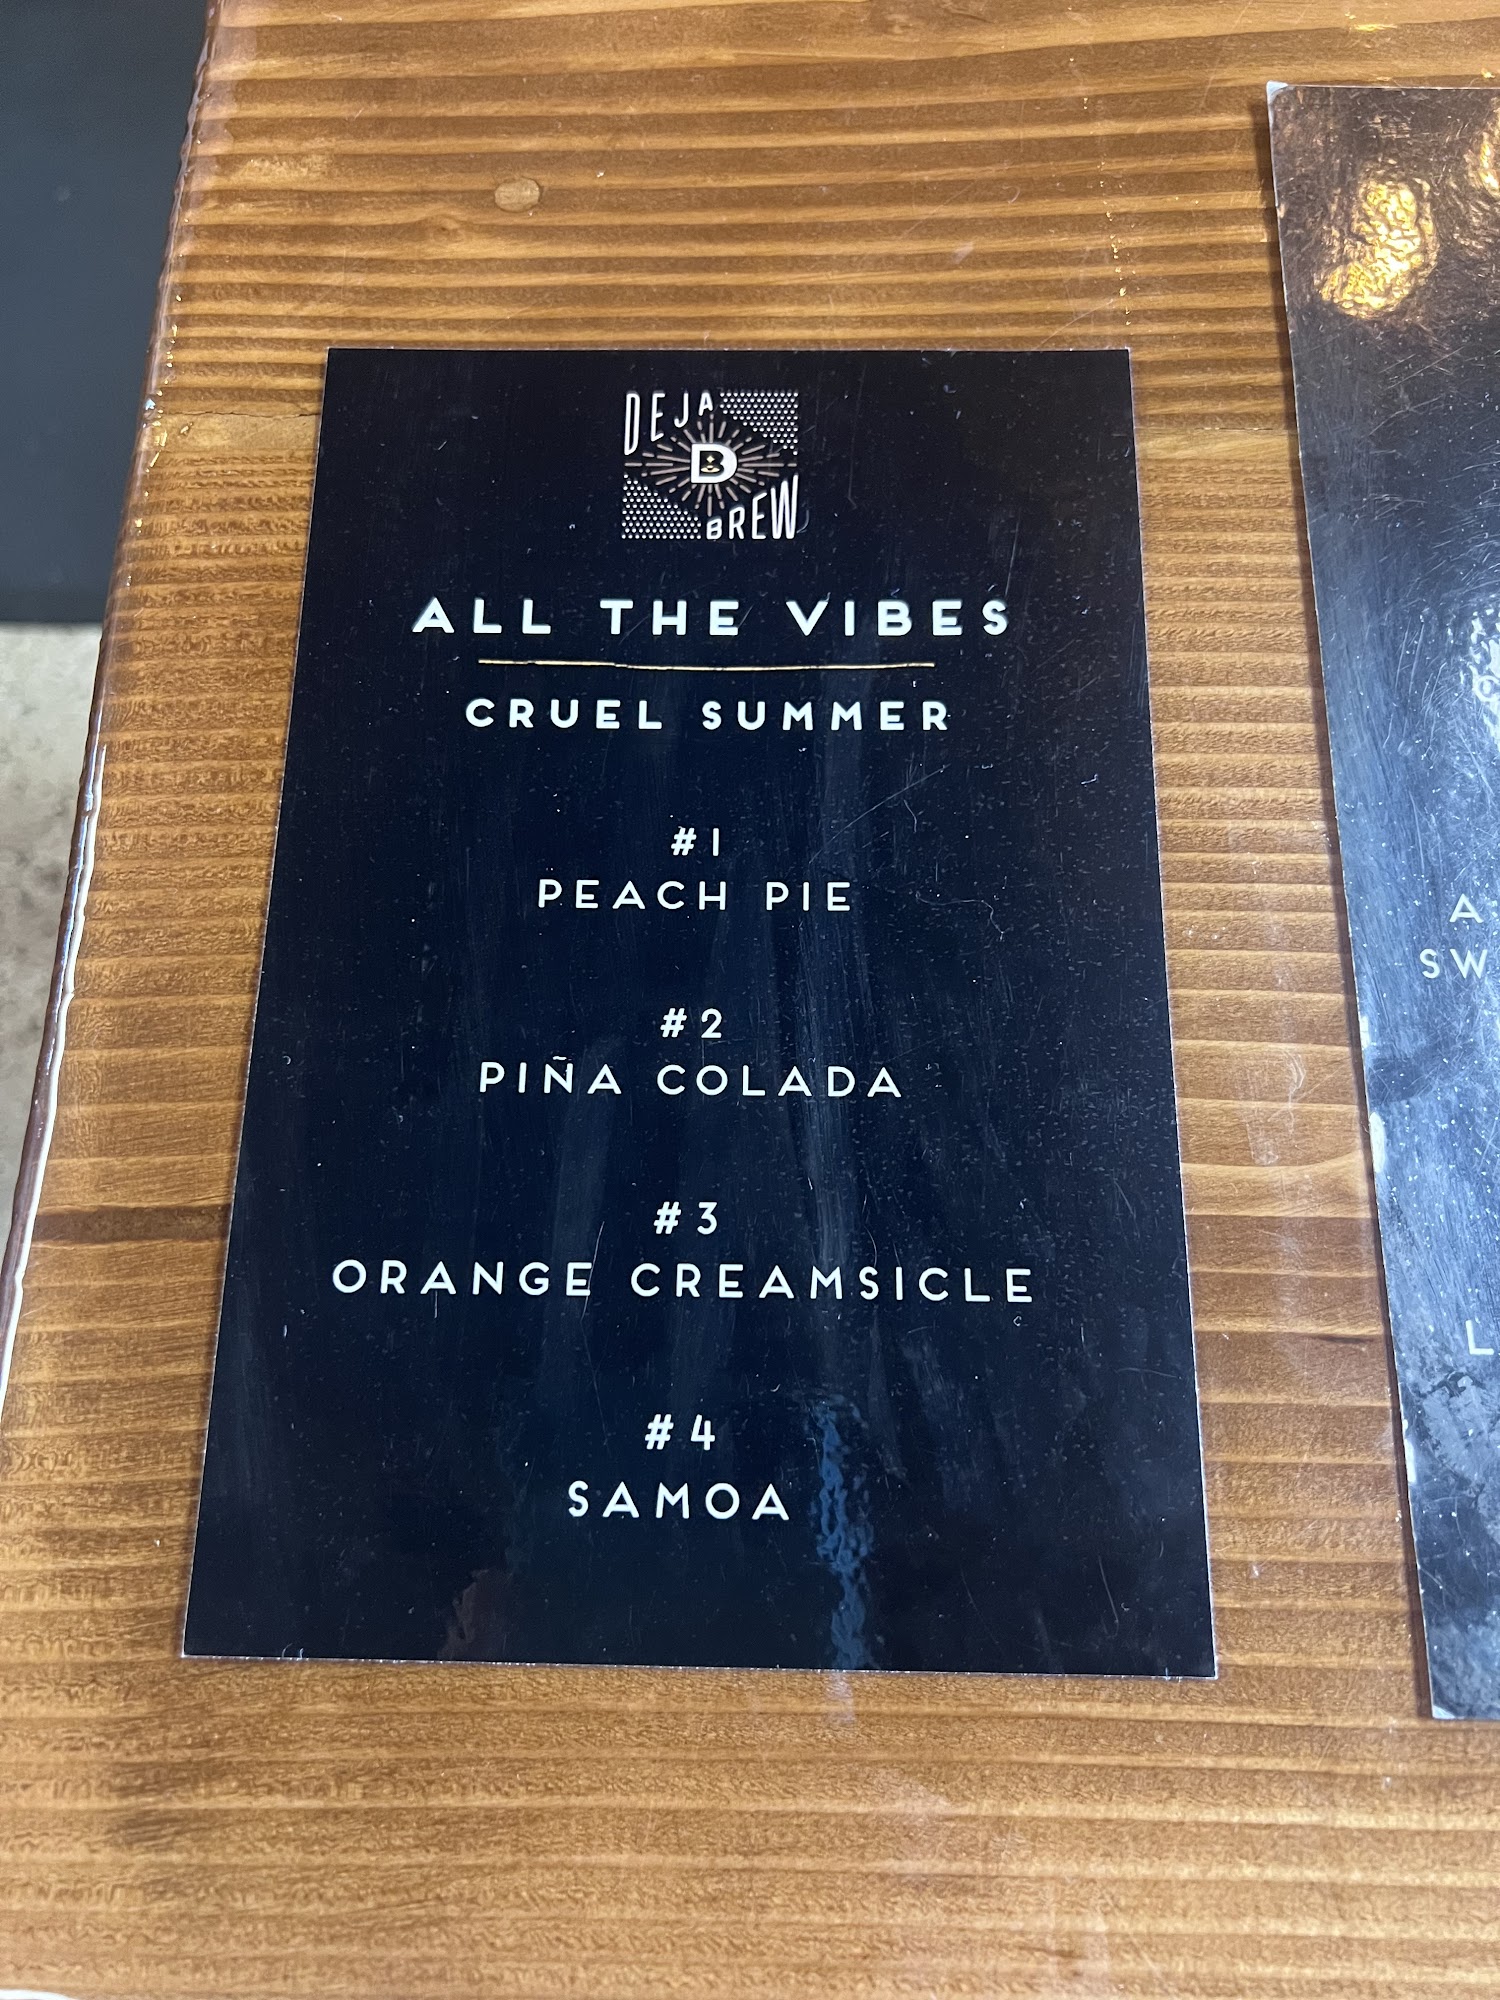 DEJA
B
BREW
ALL THE VIBES
CRUEL SUMMER
#1
PEACH PIE
#2
PIÑA COLADA
#3
ORANGE CREAMSICLE
#4
SAMOA